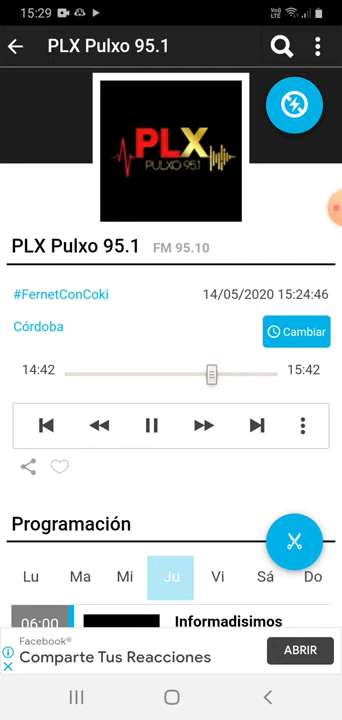 15:29
Vo)) LTE
PLX Pulxo 95.1
PLX
PULXO 95.1
PLX Pulxo 95.1 FM 95.10
#FernetConCoki 14/05/2020 15:24:46
Córdoba
Cambiar
14:42 15:42
Programación
Lu Ma Mi Ju Vi Sá Do
06:00 Informadisimos
Facebook®
Comparte Tus Reacciones
ABRIR